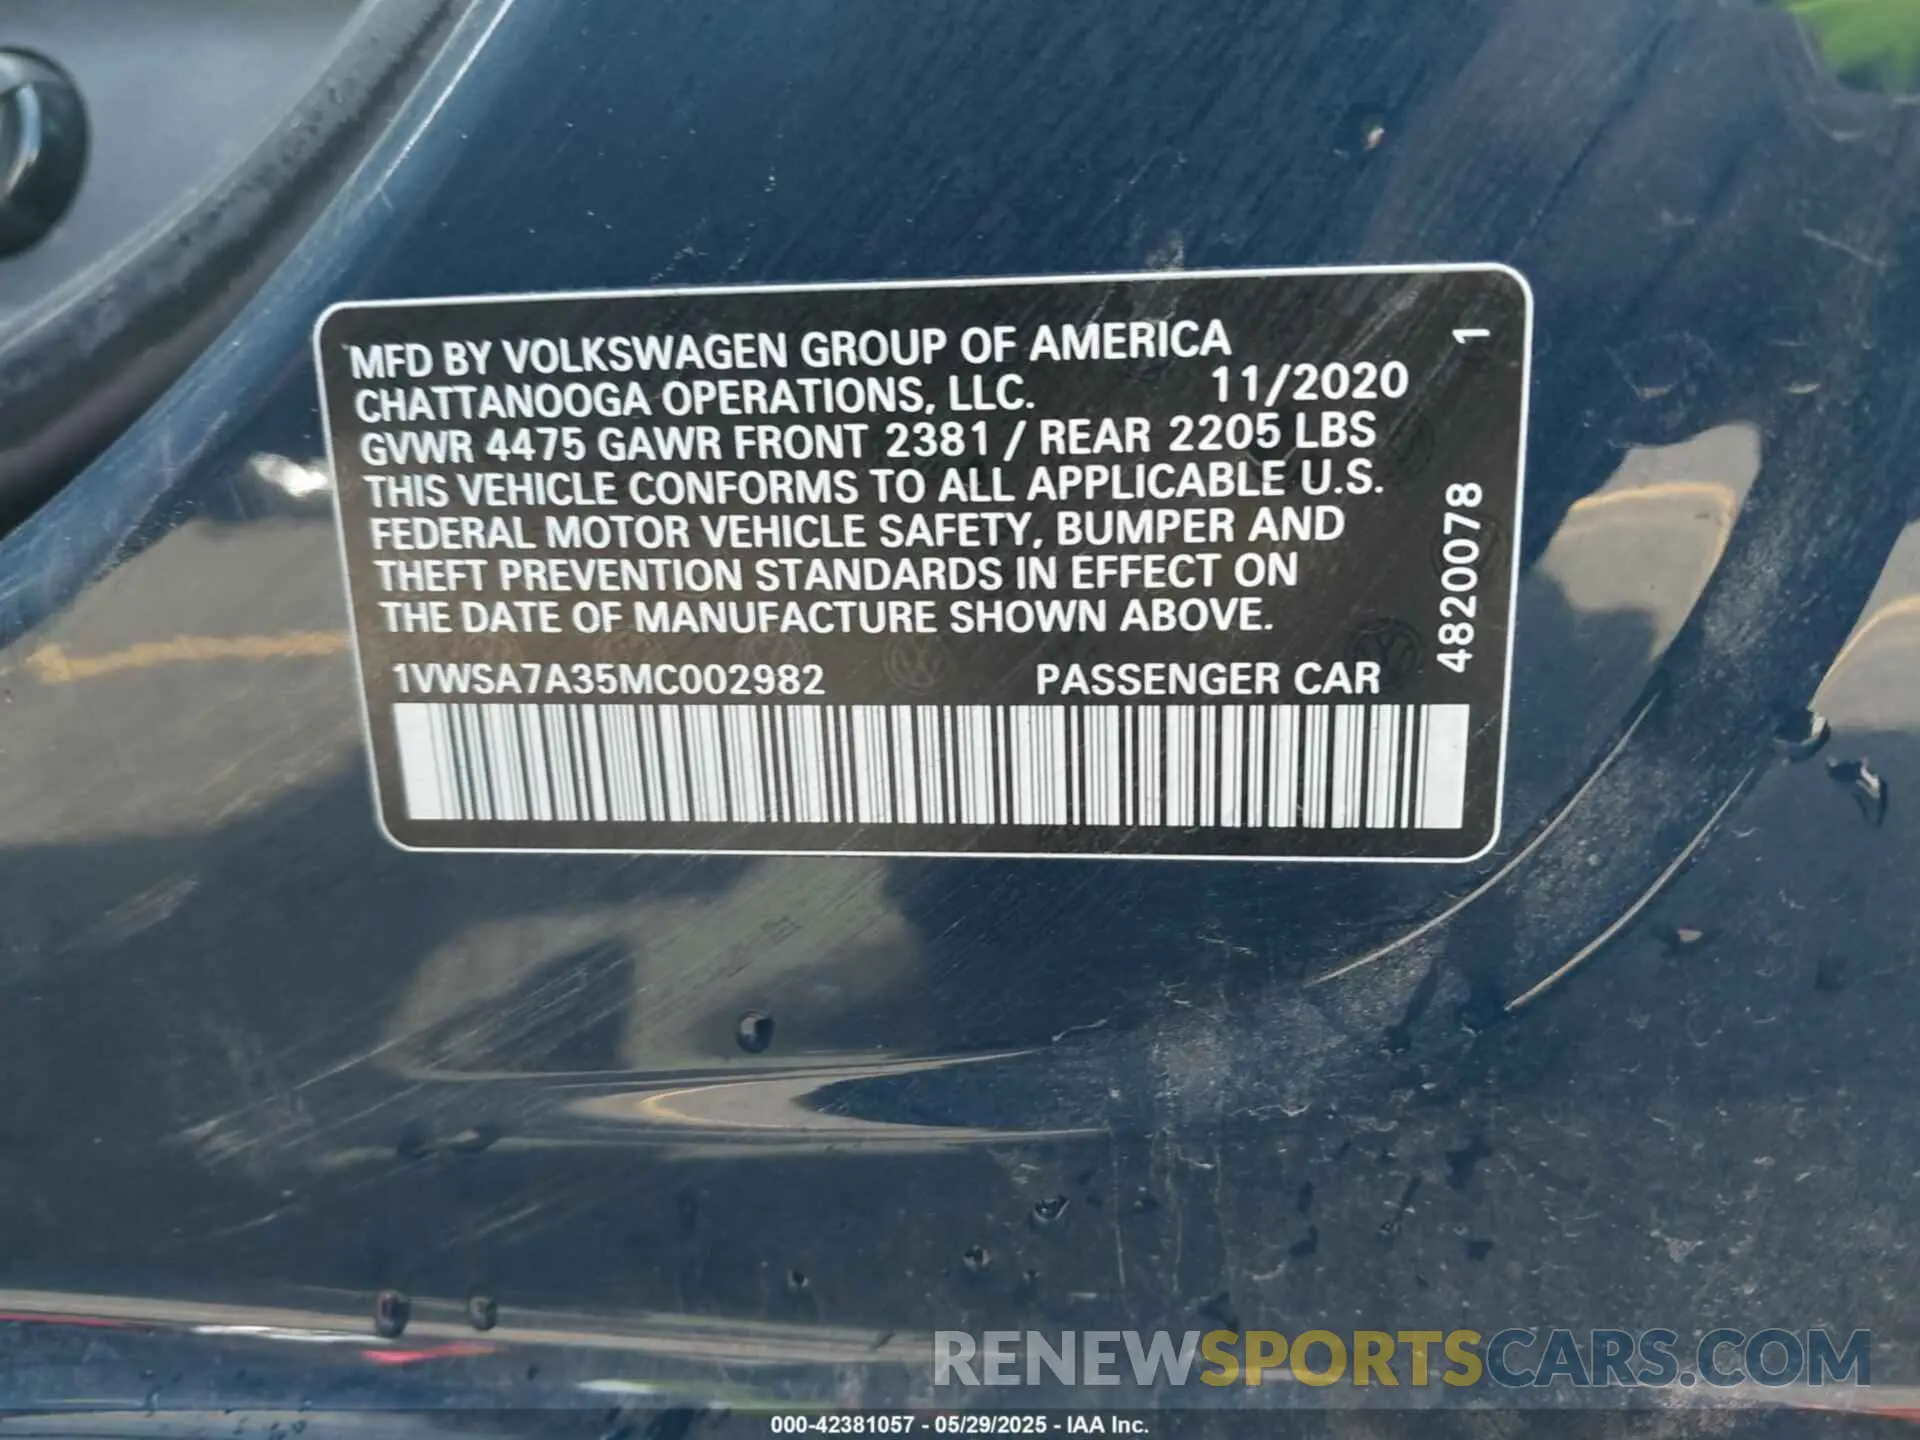 MFD BY VOLKSWAGEN GROUP OF AMERICA
CHATTANOOGA OPERATIONS, LLC. 11/2020
GVWR 4475 GAWR FRONT 2381 / REAR 2205 LBS
THIS VEHICLE CONFORMS TO ALL APPLICABLE U.S.
FEDERAL MOTOR VEHICLE SAFETY, BUMPER AND
THEFT PREVENTION STANDARDS IN EFFECT ON
THE DATE OF MANUFACTURE SHOWN ABOVE.
1VWSA7A35MC002982 PASSENGER CAR
4820078 1
RENEWSPORTSCARS.COM
000-42381057 - 05/29/2025 - IAA Inc.